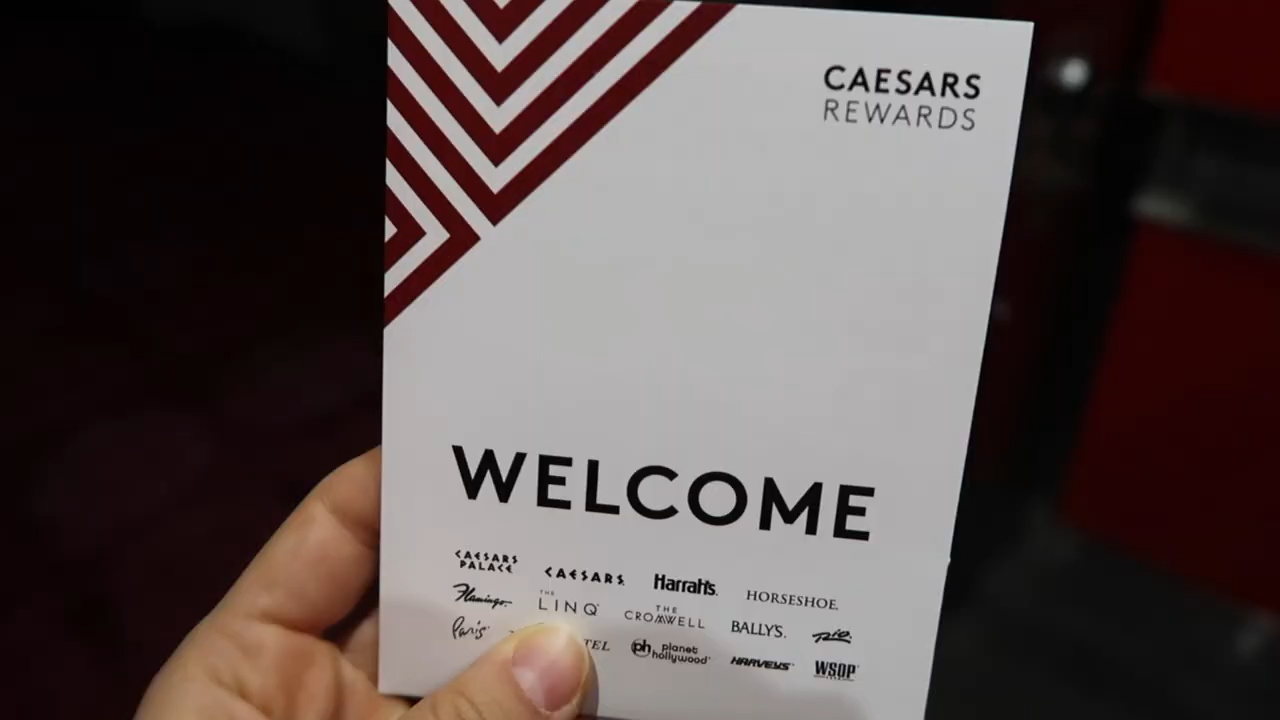 CAESARS
REWARDS
WELCOME
CAESARS
PALACE
CAESARS.
Harrah's.
HORSESHOE.
Flamingo.
THE
LINQ
THE
CROMWELL
BALLY'S.
Rio.
Paris
ph planet
hollywood
HARVEYS
WSOP